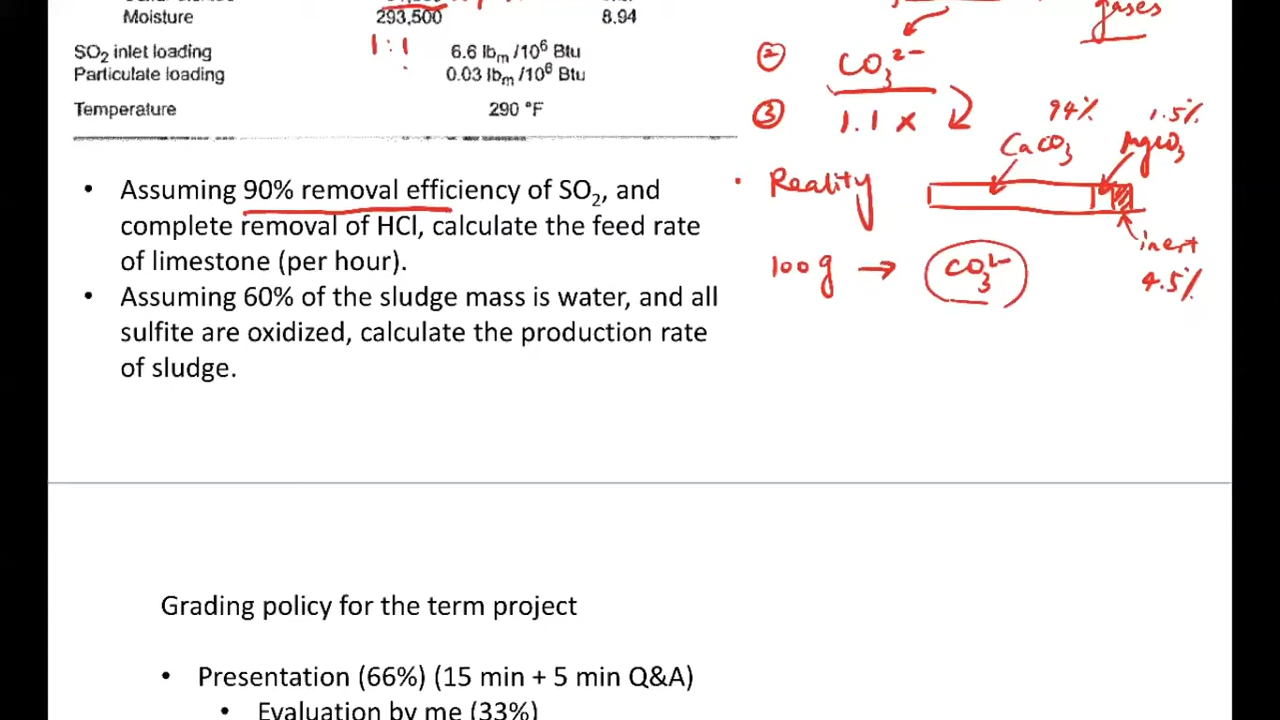 Moisture 293,500 8.94
gases
1:1
SO2 inlet loading 6.6 lbm/10^6 Btu
Particulate loading 0.03 lbm/10^6 Btu
Temperature 290 °F
② CO3^2-
③ 1.1 x
94% 1.5%
CaCO3 MgCO3
• Reality
inert
4.5%
100g → CO3^2-
• Assuming 90% removal efficiency of SO2, and
complete removal of HCl, calculate the feed rate
of limestone (per hour).
• Assuming 60% of the sludge mass is water, and all
sulfite are oxidized, calculate the production rate
of sludge.
Grading policy for the term project
• Presentation (66%) (15 min + 5 min Q&A)
• Evaluation by me (33%)